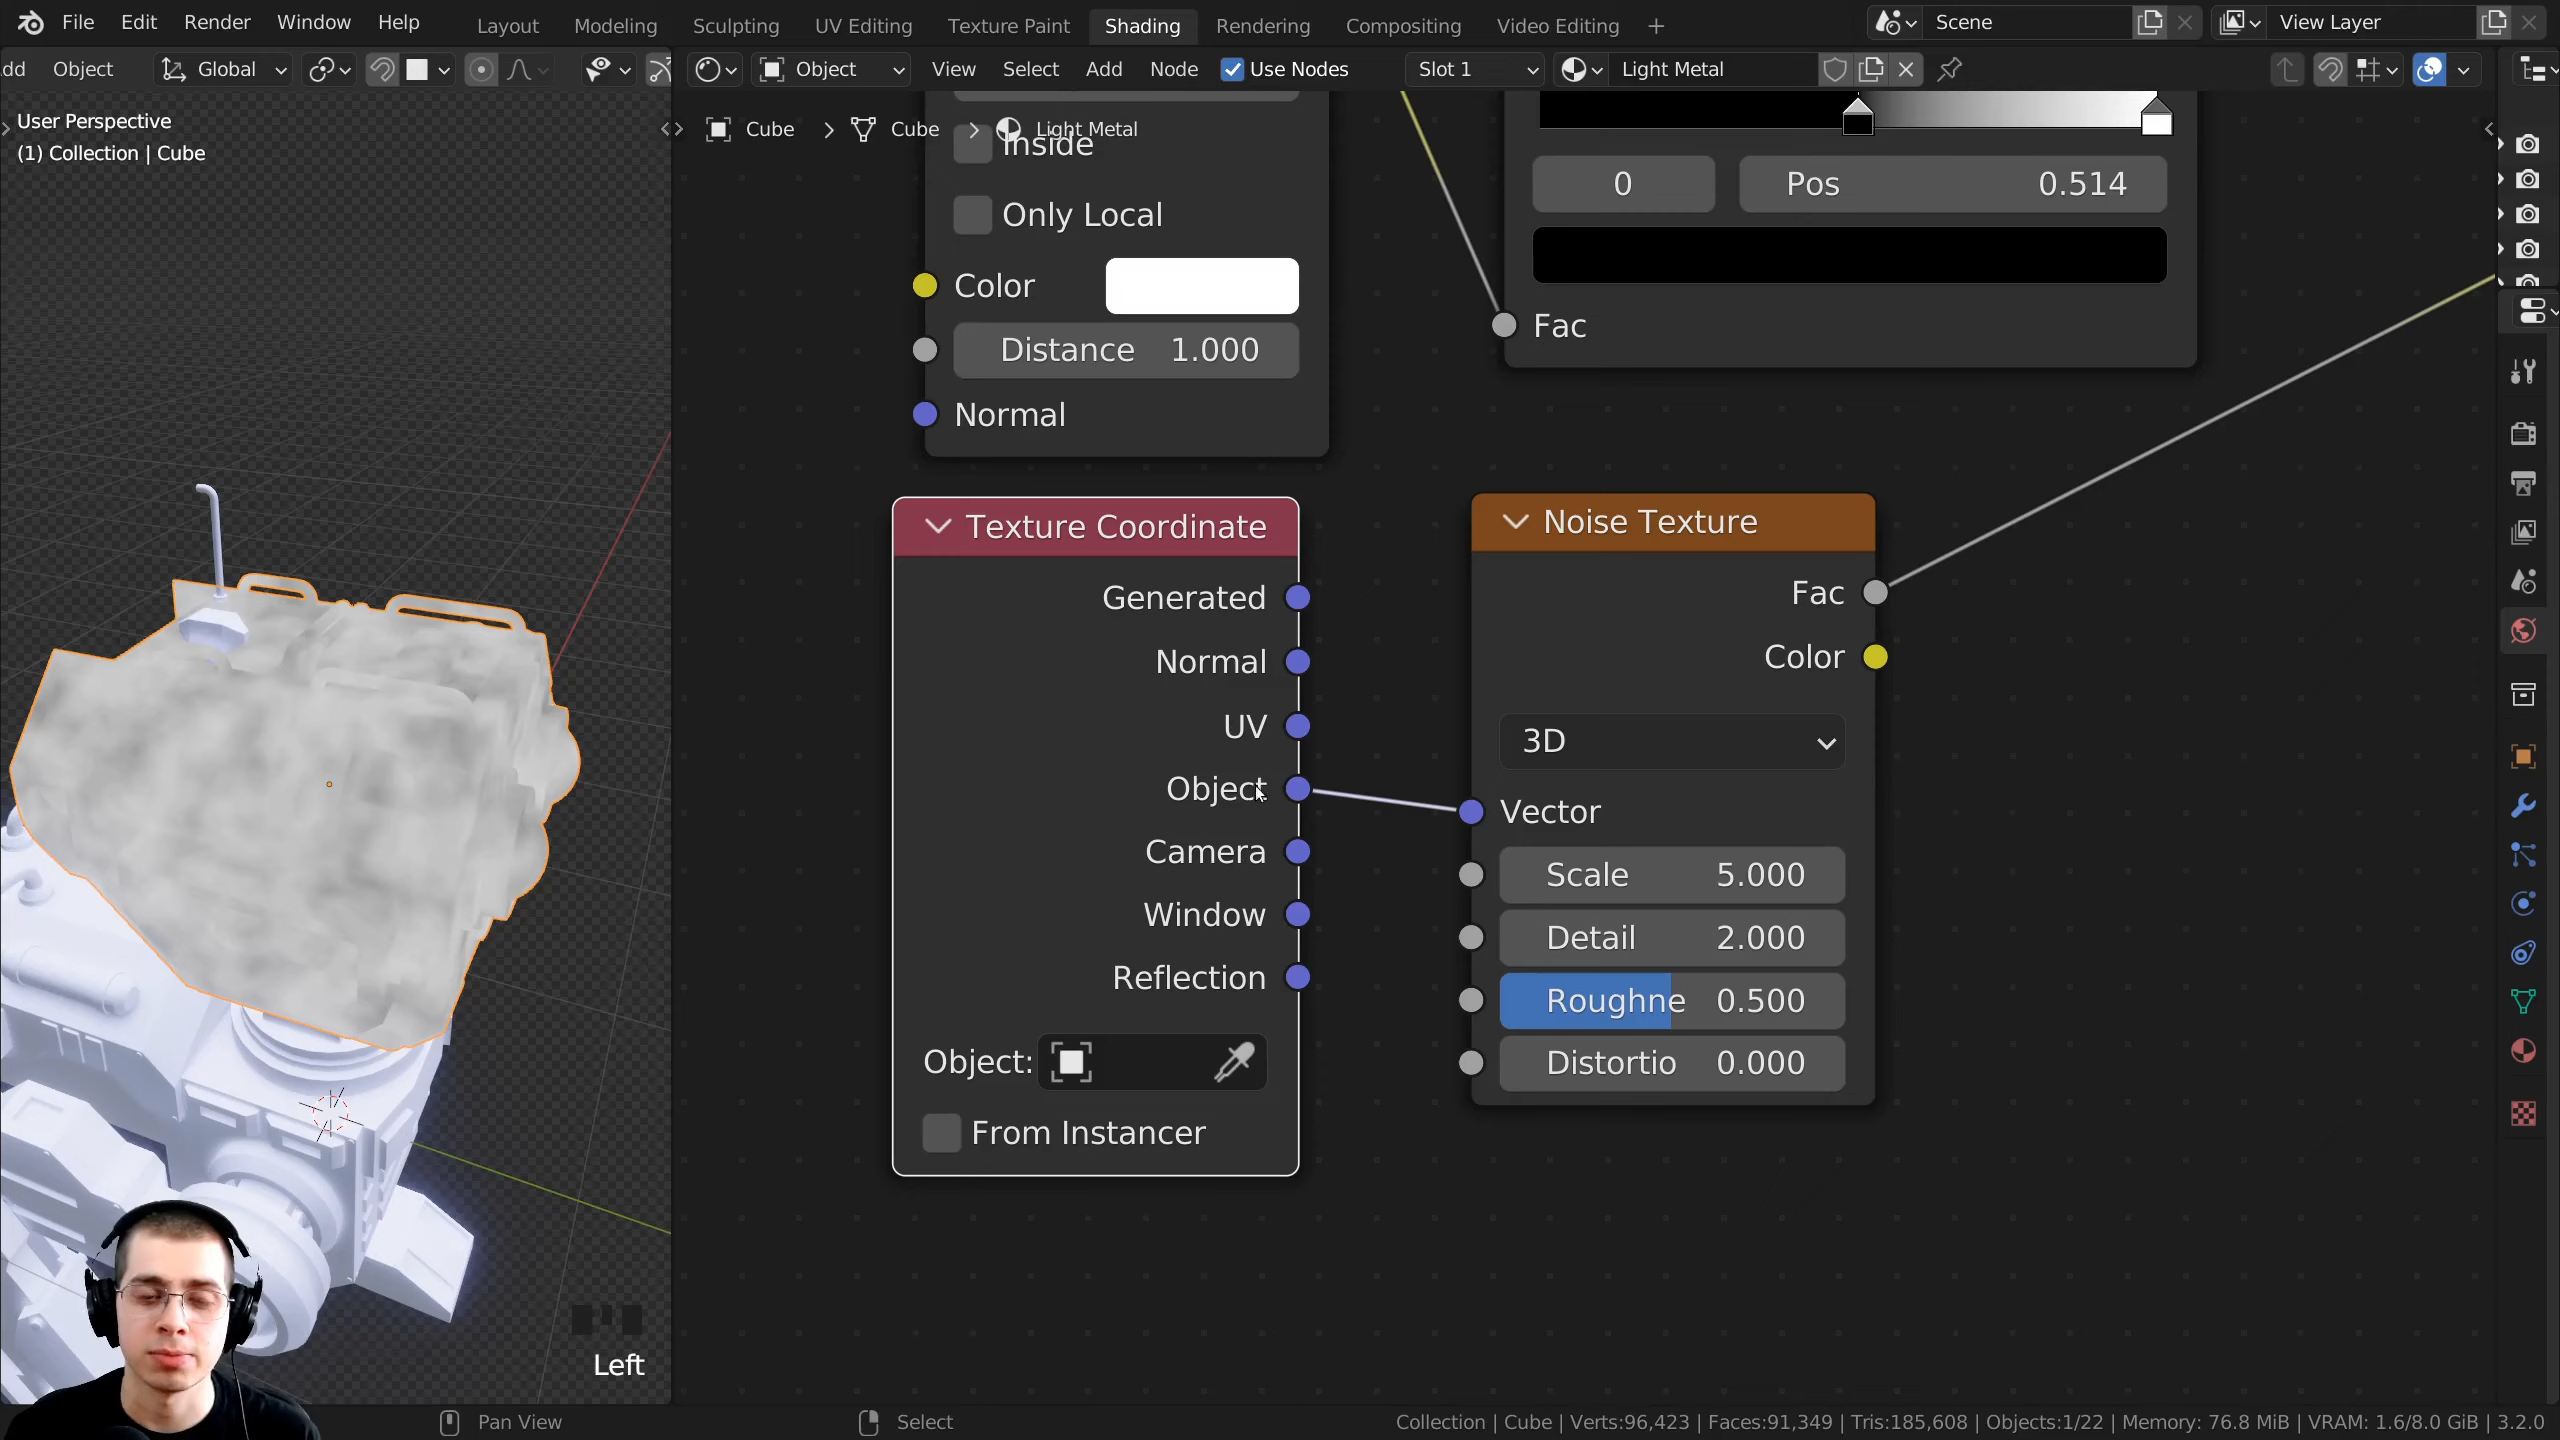 File Edit Render Window Help Layout Modeling Sculpting UV Editing Texture Paint Shading Rendering Compositing Video Editing + Scene View Layer
dd Object Global Object View Select Add Node Use Nodes Slot 1 Light Metal
User Perspective
(1) Collection | Cube
Cube > Cube > Light Metal
Inside
Only Local
Color
Distance 1.000
Normal
0 Pos 0.514
Fac
Texture Coordinate
Generated
Normal
UV
Object
Camera
Window
Reflection
Object:
From Instancer
Noise Texture
Fac
Color
3D
Vector
Scale 5.000
Detail 2.000
Roughne 0.500
Distortio 0.000
Left
Pan View Select Collection | Cube | Verts:96,423 | Faces:91,349 | Tris:185,608 | Objects:1/22 | Memory: 76.8 MiB | VRAM: 1.6/8.0 GiB | 3.2.0